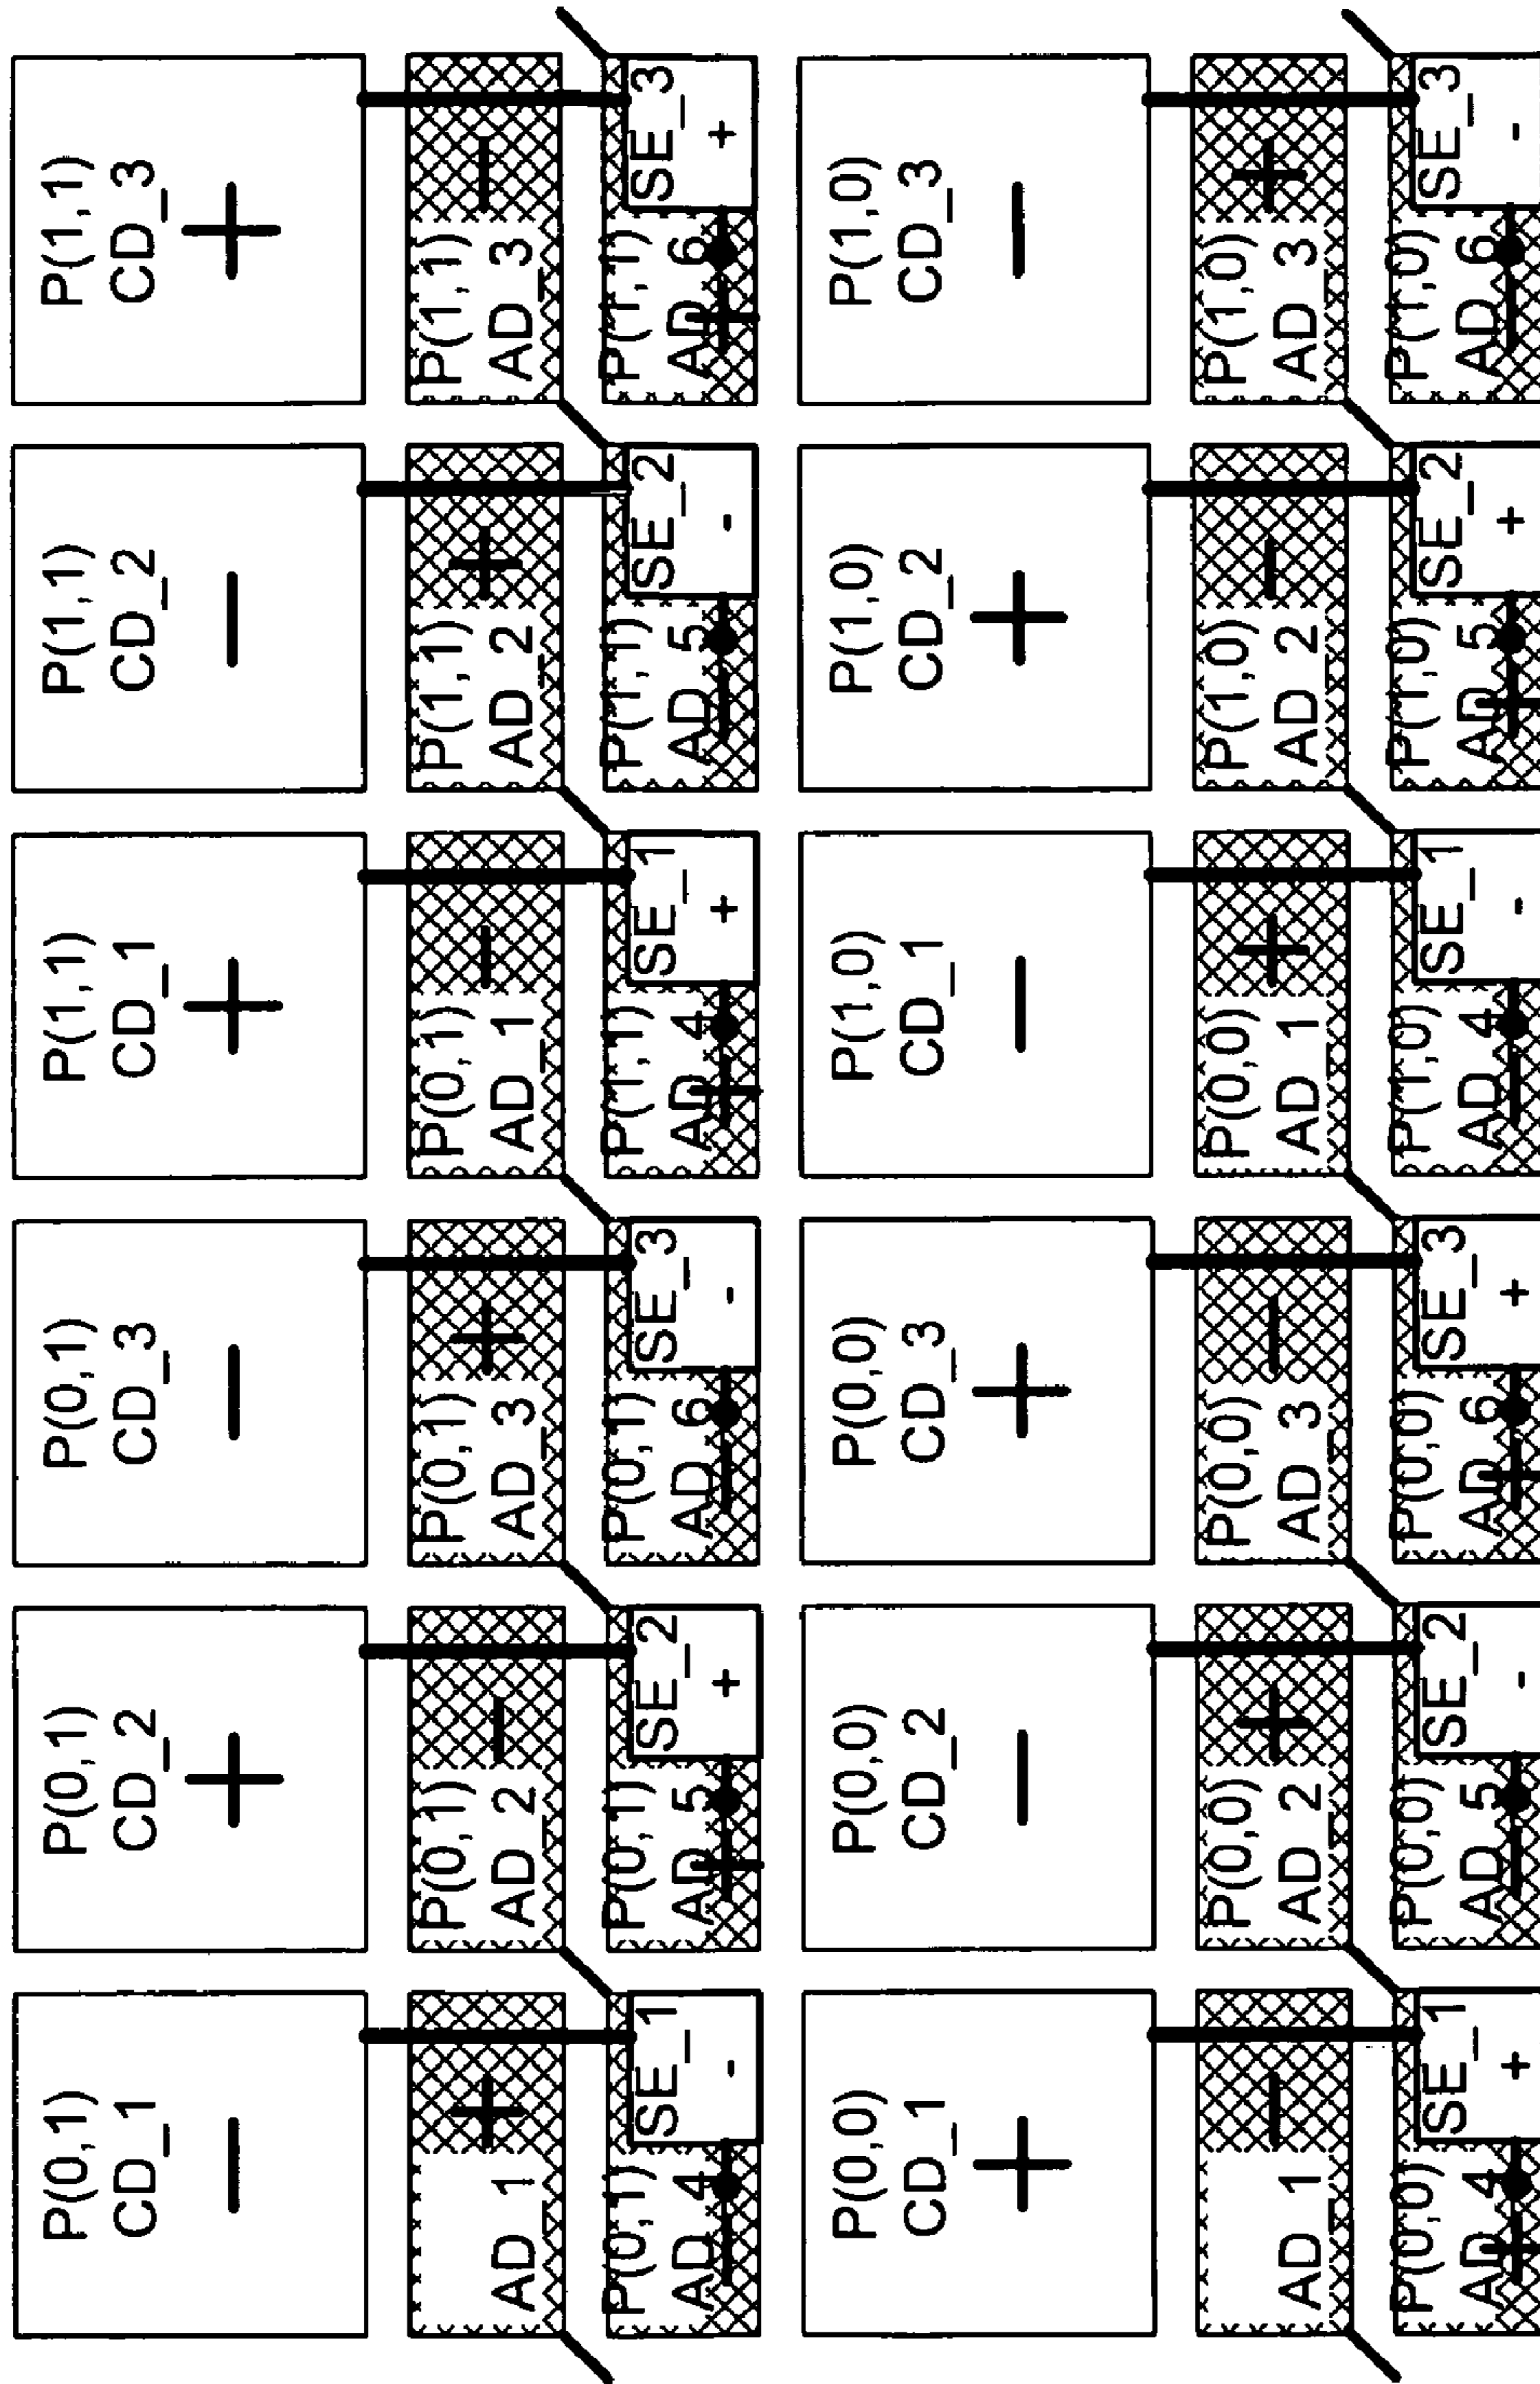 P(0,1) P(0,1) P(0,1) P(1,1) P(1,1) P(1,1)
CD_1 CD_2 CD_3 CD_1 CD_2 CD_3
− + − + − +
P(0,1) P(0,1) P(0,1) P(1,1) P(1,1)
AD_1 + AD_2 − AD_3 + AD_1 − AD_2 + AD_3 −
P(0,1) SE_1 P(0,1) SE_2 P(0,1) SE_3 P(1,1) SE_1 P(1,1) SE_2 P(1,1) SE_3
AD_4 AD_5 AD_6 AD_4 AD_5 AD_6
− - + + − - + + − - + +
P(0,0) P(0,0) P(0,0) P(1,0) P(1,0) P(1,0)
CD_1 CD_2 CD_3 CD_1 CD_2 CD_3
+ − + − + −
P(0,0) P(0,0) P(0,0) P(1,0) P(1,0)
AD_1 − AD_2 + AD_3 − AD_1 + AD_2 − AD_3 +
P(0,0) SE_1 P(0,0) SE_2 P(0,0) SE_3 P(1,0) SE_1 P(1,0) SE_2 P(1,0) SE_3
AD_4 AD_5 AD_6 AD_4 AD_5 AD_6
+ + − - + + − - + + − -